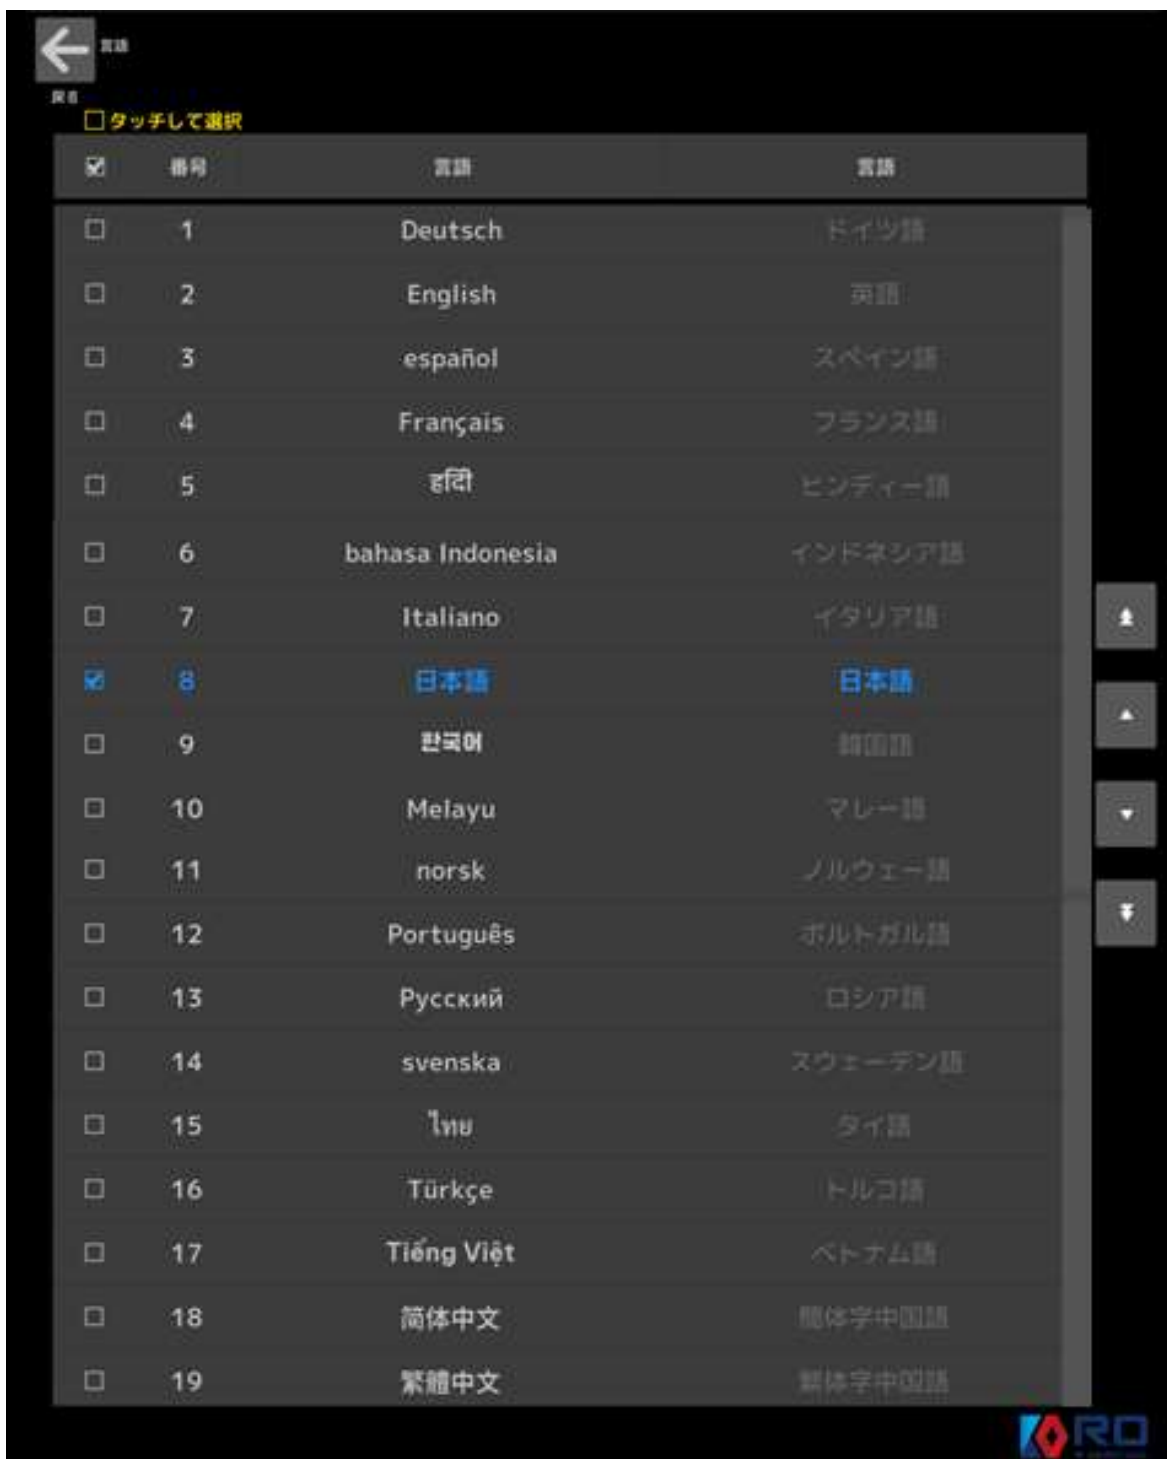 言語
戻る
タッチして選択
番号 言語 言語
1 Deutsch ドイツ語
2 English 英語
3 español スペイン語
4 Français フランス語
5 हिंदी ヒンディー語
6 bahasa Indonesia インドネシア語
7 Italiano イタリア語
8 日本語 日本語
9 한국어 韓国語
10 Melayu マレー語
11 norsk ノルウェー語
12 Português ポルトガル語
13 Русский ロシア語
14 svenska スウェーデン語
15 ไทย タイ語
16 Türkçe トルコ語
17 Tiếng Việt ベトナム語
18 简体中文 簡体字中国語
19 繁體中文 繁体字中国語
RO